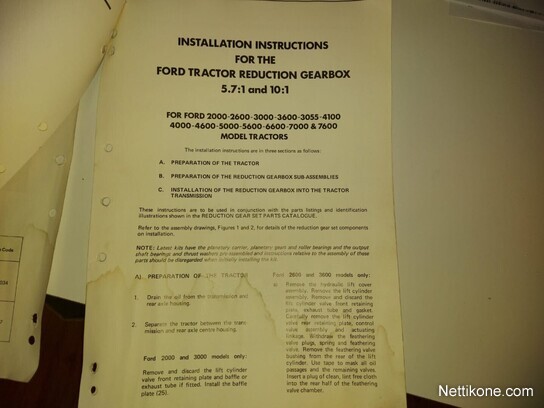 INSTALLATION INSTRUCTIONS
FOR THE
FORD TRACTOR REDUCTION GEARBOX
5.7:1 and 10:1
FOR FORD 2000-2600-3000-3600-3055-4100
4000-4600-5000-5600-6600-7000 & 7600
MODEL TRACTORS
The installation instructions are in three sections as follows:
A. PREPARATION OF THE TRACTOR
B. PREPARATION OF THE REDUCTION GEARBOX SUB-ASSEMBLIES
C. INSTALLATION OF THE REDUCTION GEARBOX INTO THE TRACTOR
TRANSMISSION
These instructions are to be used in conjunction with the parts listings and identification
illustrations shown in the REDUCTION GEAR SET PARTS CATALOGUE.
Refer to the assembly drawings, Figures 1 and 2, for details of the reduction gear set components
on installation.
NOTE: Latest kits have the planetary carrier, planetary gears and roller bearings and the output
shaft bearings and thrust washers pre-assembled and instructions relative to the assembly of these
parts should be disregarded when initially installing the kit.
A) PREPARATION OF THE TRACTOR
1. Drain the oil from the transmission and
rear axle housing.
2. Separate the tractor between the trans-
mission and rear axle centre housing.
Ford 2000 and 3000 models only:
Remove and discard the lift cylinder
valve front retaining plate and baffle or
exhaust tube if fitted. Install the baffle
plate (25).
Ford 2600 and 3000 models only:
Remove the hydraulic lift cover
assembly. Remove the lift cylinder
assembly. Remove and discard the
lift cylinder valve front retaining
plate, exhaust tube and gasket.
Carefully remove the lift cylinder
valve rear retaining plate, control
valve assembly and actuating
linkage. Withdraw the feathering
valve plugs, spring and feathering
valve. Remove the feathering valve
bushing from the rear of the lift
cylinder. Use tape to mask all oil
passages and the remaining valves.
Insert a plug of clean, lint free cloth
into the rear half of the feathering
valve chamber.
Code
Nettikone.com